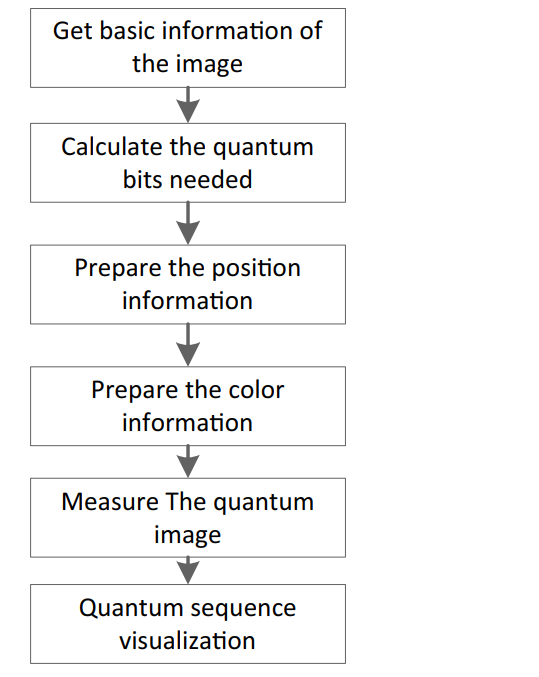 Get basic information of
the image
Calculate the quantum
bits needed
Prepare the position
information
Prepare the color
information
Measure The quantum
image
Quantum sequence
visualization